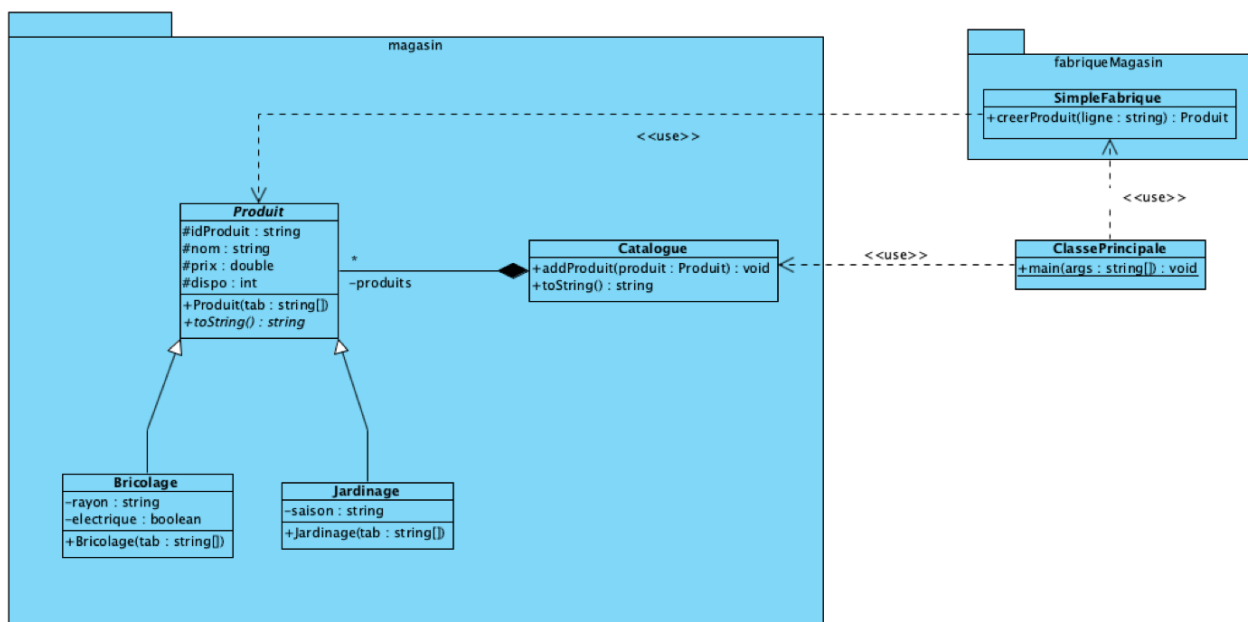 magasin
fabriqueMagasin
SimpleFabrique
+creerProduit(ligne : string) : Produit
<<use>>
<<use>>
Produit
#idProduit : string
#nom : string
#prix : double
#dispo : int
+Produit(tab : string[])
+toString() : string
*
-produits
Catalogue
+addProduit(produit : Produit) : void
+toString() : string
<<use>>
ClassePrincipale
+main(args : string[]) : void
Bricolage
-rayon : string
-electrique : boolean
+Bricolage(tab : string[])
Jardinage
-saison : string
+Jardinage(tab : string[])